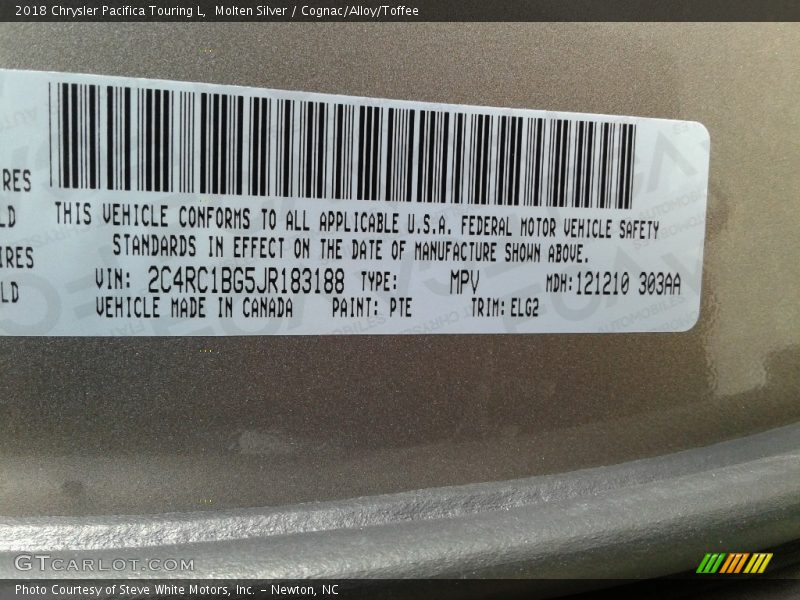 2018 Chrysler Pacifica Touring L, Molten Silver / Cognac/Alloy/Toffee
RES
LD
IRES
LD
THIS VEHICLE CONFORMS TO ALL APPLICABLE U.S.A. FEDERAL MOTOR VEHICLE SAFETY
STANDARDS IN EFFECT ON THE DATE OF MANUFACTURE SHOWN ABOVE.
VIN: 2C4RC1BG5JR183188 TYPE: MPV MDH:121210 303AA
VEHICLE MADE IN CANADA PAINT: PTE TRIM:ELG2
GTCARLOT.COM
Photo Courtesy of Steve White Motors, Inc. – Newton, NC